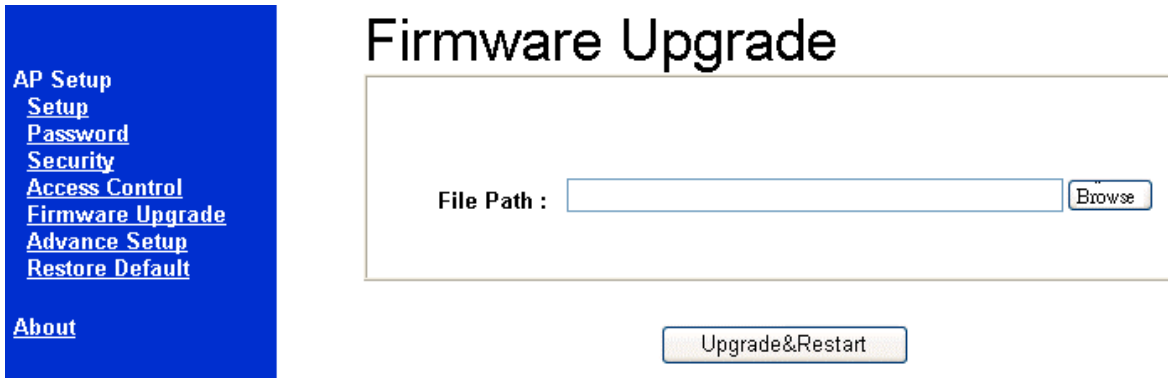 AP Setup
Setup
Password
Security
Access Control
Firmware Upgrade
Advance Setup
Restore Default
About
Firmware Upgrade
File Path :
Browse
Upgrade&Restart